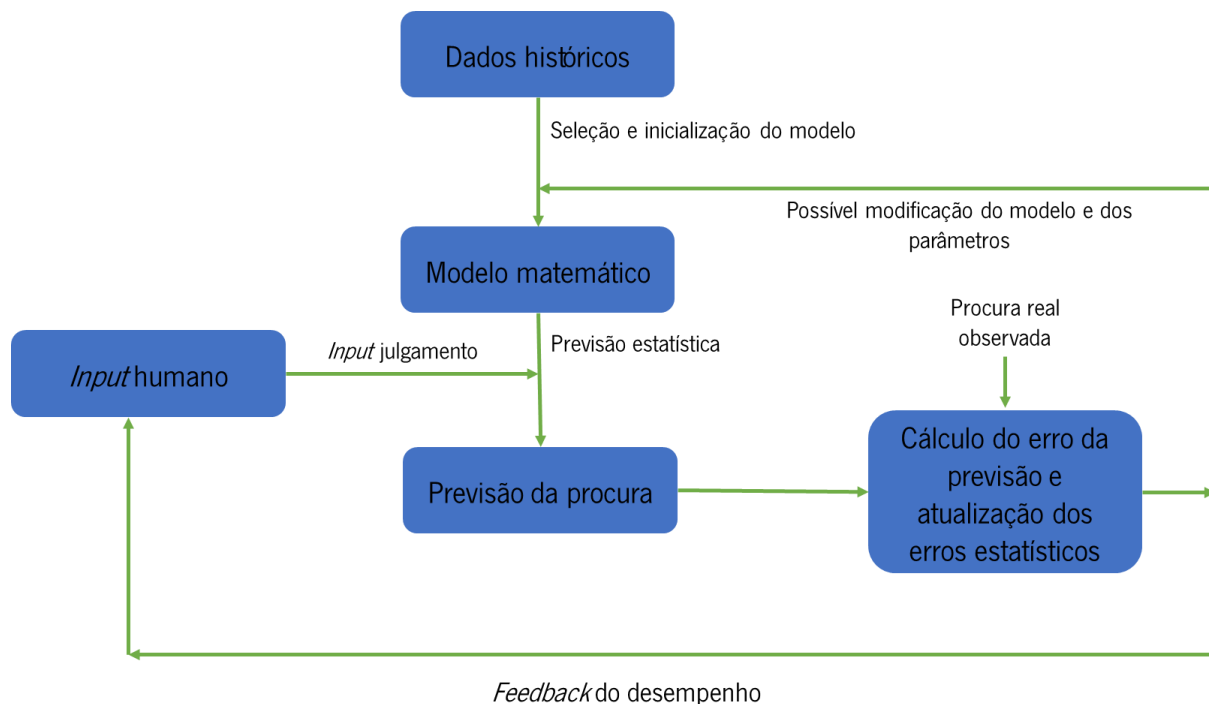 Dados históricos
Seleção e inicialização do modelo
Possível modificação do modelo e dos
parâmetros
Modelo matemático
Procura real
observada
Previsão estatística
Input julgamento
Input humano
Cálculo do erro da
previsão e
atualização dos
erros estatísticos
Previsão da procura
Feedback do desempenho